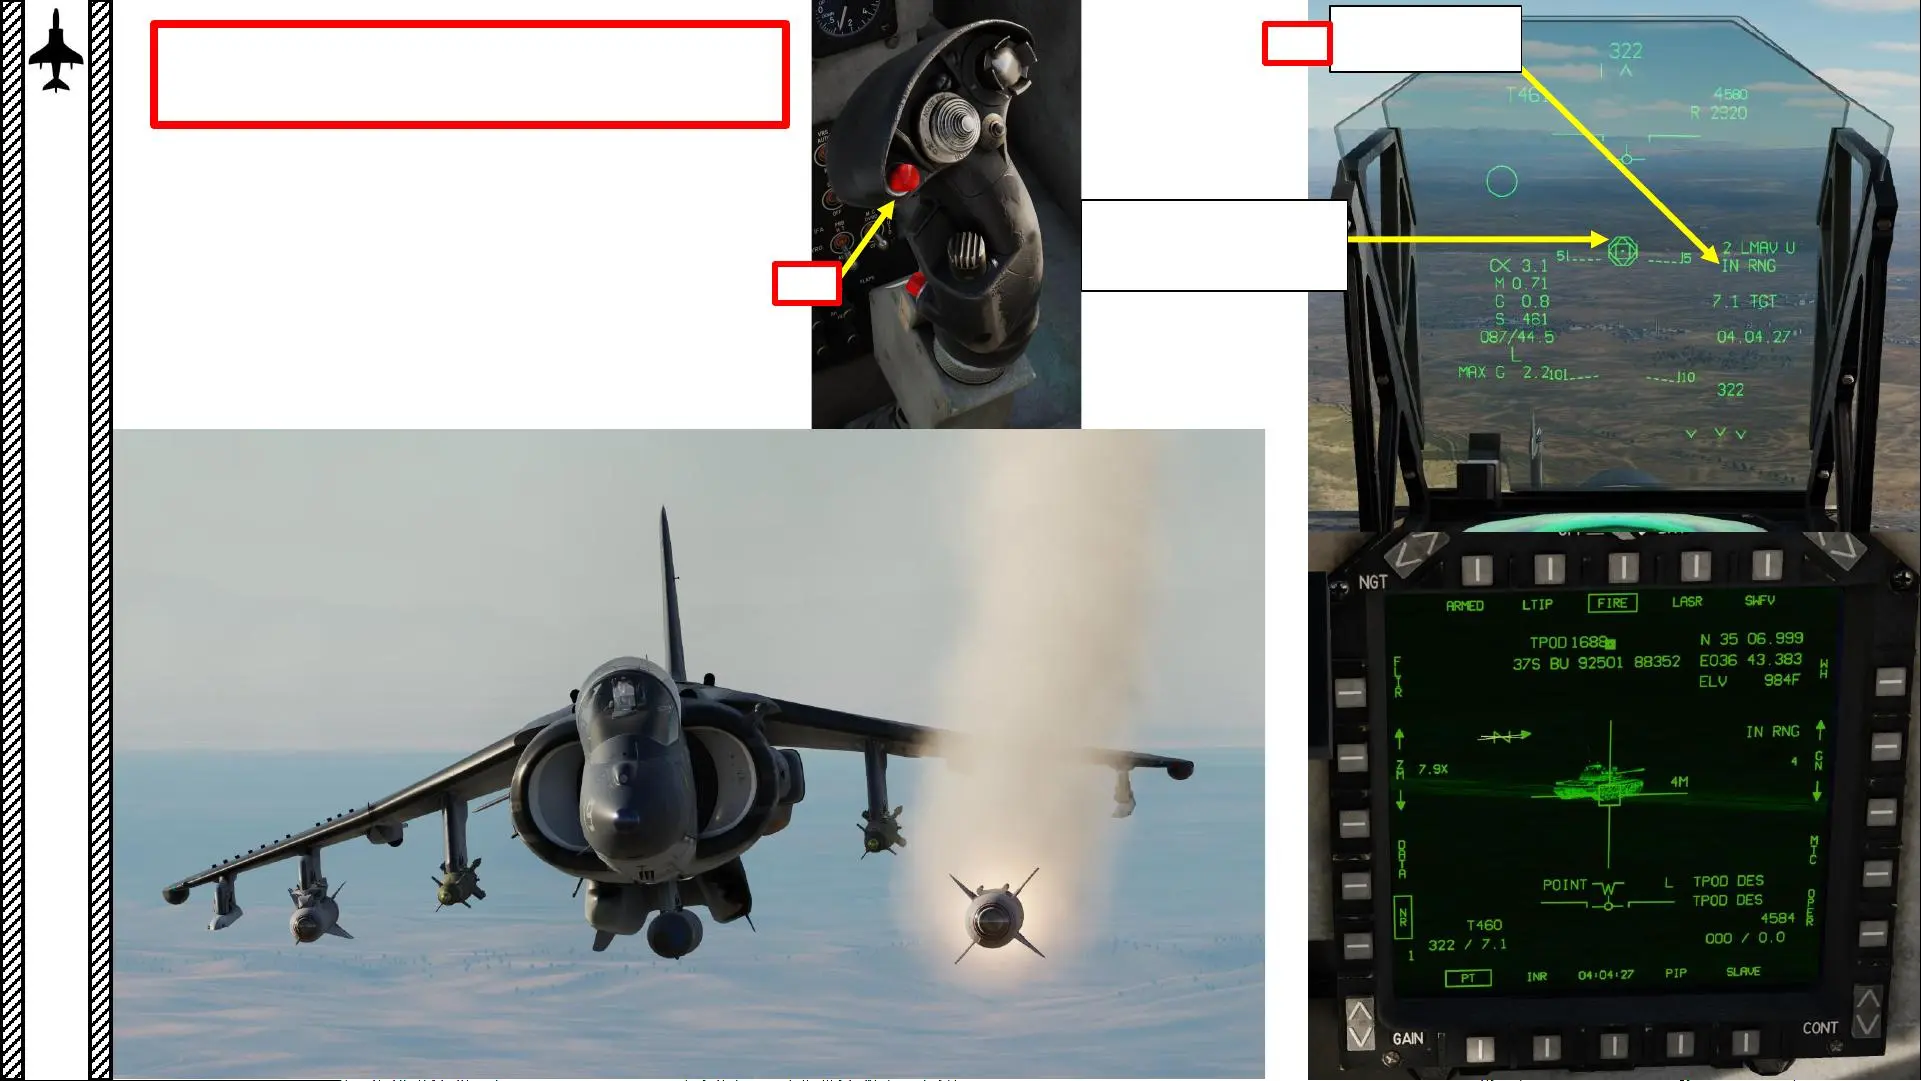 322
T461
4580
R 2320
2 LMAV U
IN RNG
5 5
α 3.1
M 0.71
G 0.8
S 461
087/44.5
L
MAX G 2.2
10 10
7.1 TGT
04.04.27
322
NGT
ARMED LTIP FIRE LASR SWFV
TPOD 1688
N 35 06.999
37S BU 92501 88352
E036 43.383
ELV 984F
FLIR
WH
IN RNG
N
ZM
7.9X
4
GN
4M
DATA
MTC
POINT W L TPOD DES
TPOD DES
NR
1
OPER
T460
4584
322 / 7.1
000 / 0.0
PT INR 04:04:27 PIP SLAVE
GAIN
CONT